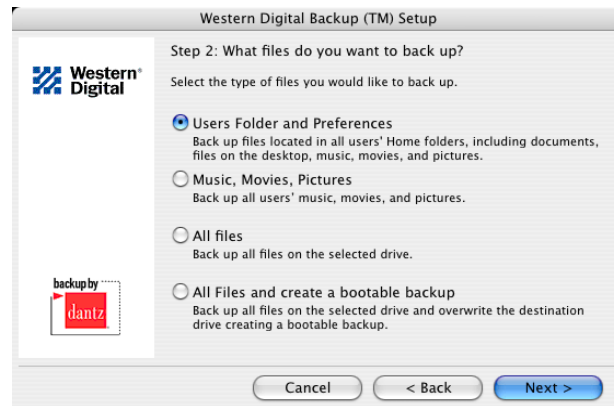 Western Digital Backup (TM) Setup
Western®
Digital
Step 2: What files do you want to back up?
Select the type of files you would like to back up.
Users Folder and Preferences
Back up files located in all users' Home folders, including documents,
files on the desktop, music, movies, and pictures.
Music, Movies, Pictures
Back up all users' music, movies, and pictures.
All files
Back up all files on the selected drive.
All Files and create a bootable backup
Back up all files on the selected drive and overwrite the destination
drive creating a bootable backup.
backup by
dantz
Cancel
< Back
Next >